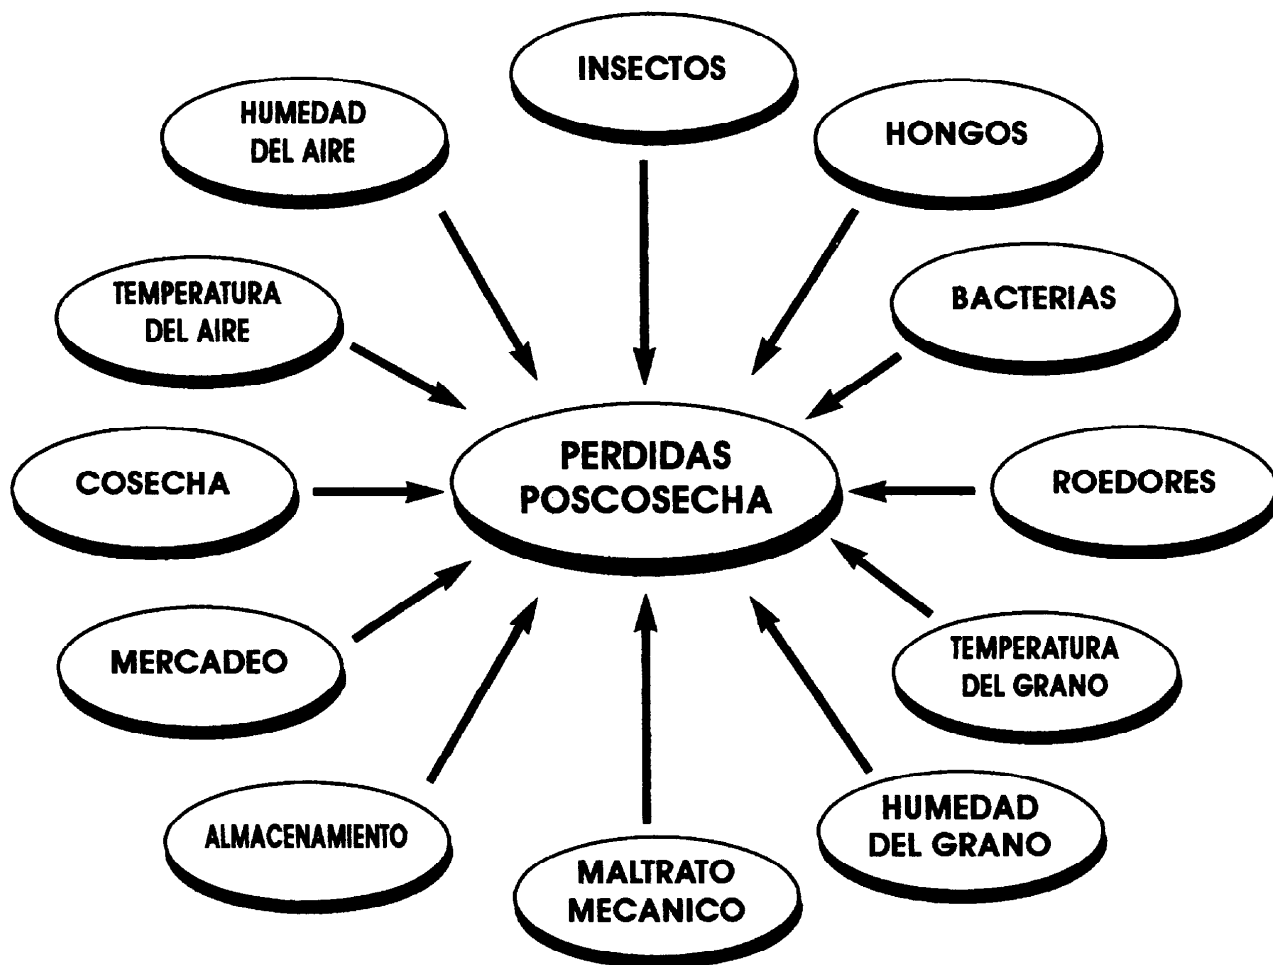 INSECTOS
HUMEDAD
DEL AIRE
HONGOS
TEMPERATURA
DEL AIRE
BACTERIAS
COSECHA
PERDIDAS
POSCOSECHA
ROEDORES
MERCADEO
TEMPERATURA
DEL GRANO
ALMACENAMIENTO
MALTRATO
MECANICO
HUMEDAD
DEL GRANO